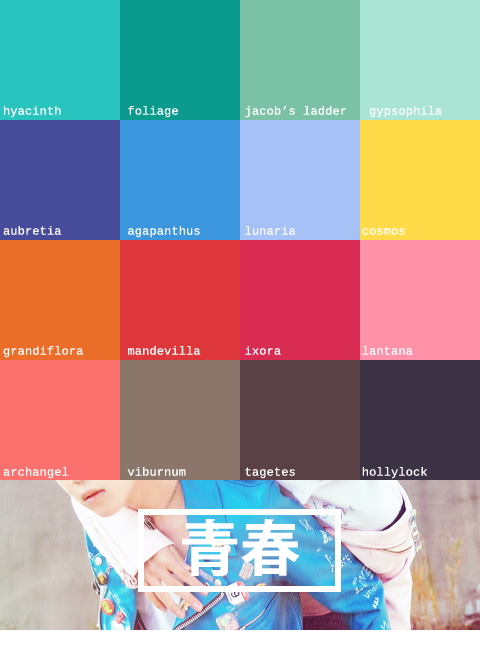 hyacinth foliage jacob's ladder gypsophila
aubretia agapanthus lunaria cosmos
grandiflora mandevilla ixora lantana
archangel viburnum tagetes hollylock
青春